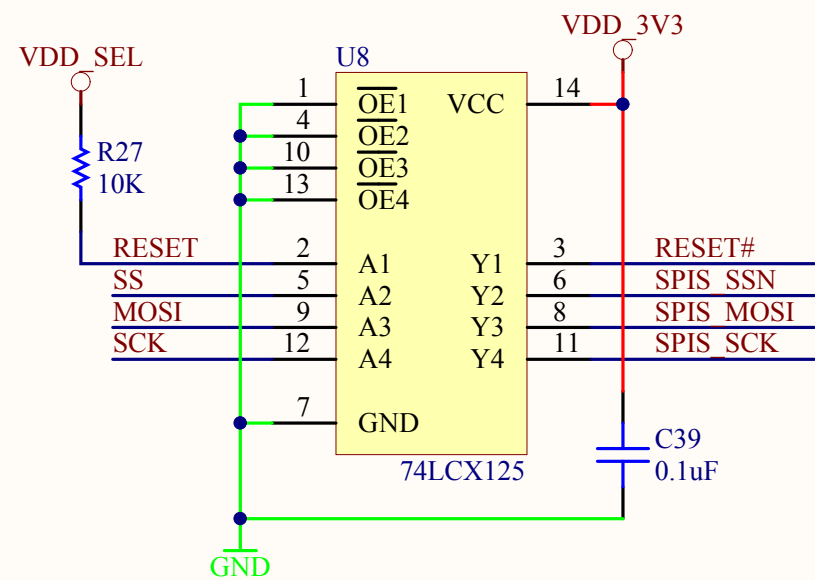 VDD_3V3
VDD_SEL
U8
1 OE1 VCC 14
4 OE2
10 OE3
13 OE4
R27
10K
RESET 2 A1 Y1 3 RESET#
SS 5 A2 Y2 6 SPIS_SSN
MOSI 9 A3 Y3 8 SPIS_MOSI
SCK 12 A4 Y4 11 SPIS_SCK
7 GND
74LCX125
C39
0.1uF
GND